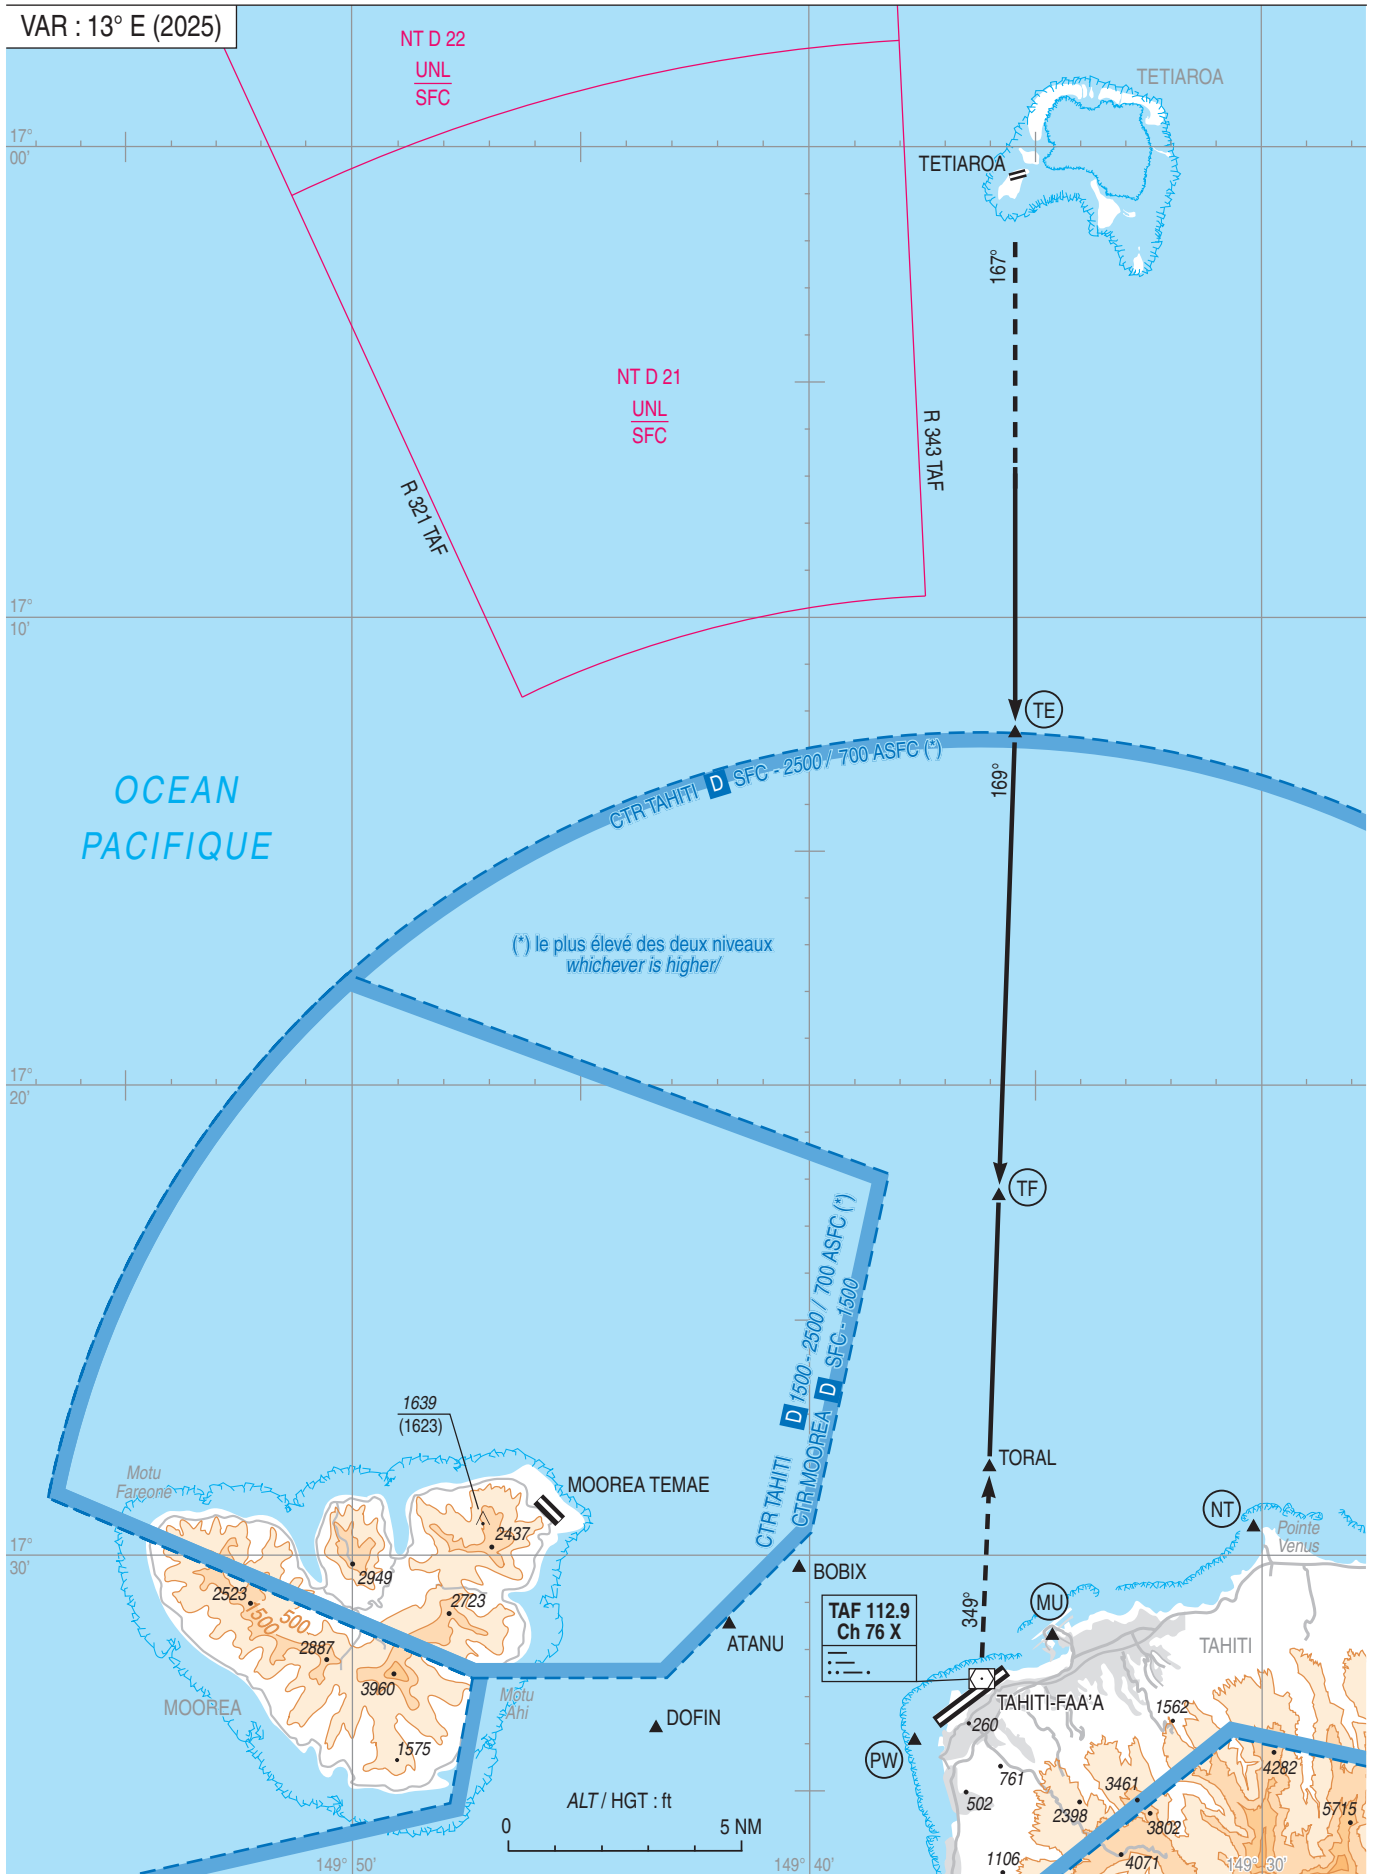 VAR : 13° E (2025)
NT D 22
UNL
SFC
TETIAROA
17°
00'
TETIAROA
167°
NT D 21
UNL
SFC
R 343 TAF
R 321 TAF
17°
10'
TE
CTR TAHITI D SFC - 2500 / 700 ASFC (*)
169°
OCEAN
PACIFIQUE
(*) le plus élevé des deux niveaux
whichever is higher/
17°
20'
TF
CTR TAHITI D 1500 - 2500 / 700 ASFC (*)
CTR MOOREA D SFC - 1500
1639
(1623)
TORAL
Motu
Fareone
MOOREA TEMAE
NT
Pointe
Venus
2437
17°
30'
2949
BOBIX
2523
1500
500
2723
349°
TAF 112.9
Ch 76 X
MU
ATANU
TAHITI
2887
3960
Motu
Ahi
MOOREA
DOFIN
TAHITI-FAA'A
260
1562
PW
1575
761
4282
3461
ALT / HGT : ft
502
2398
3802
5715
0
5 NM
149° 50'
149° 40'
1106
4071
149° 30'